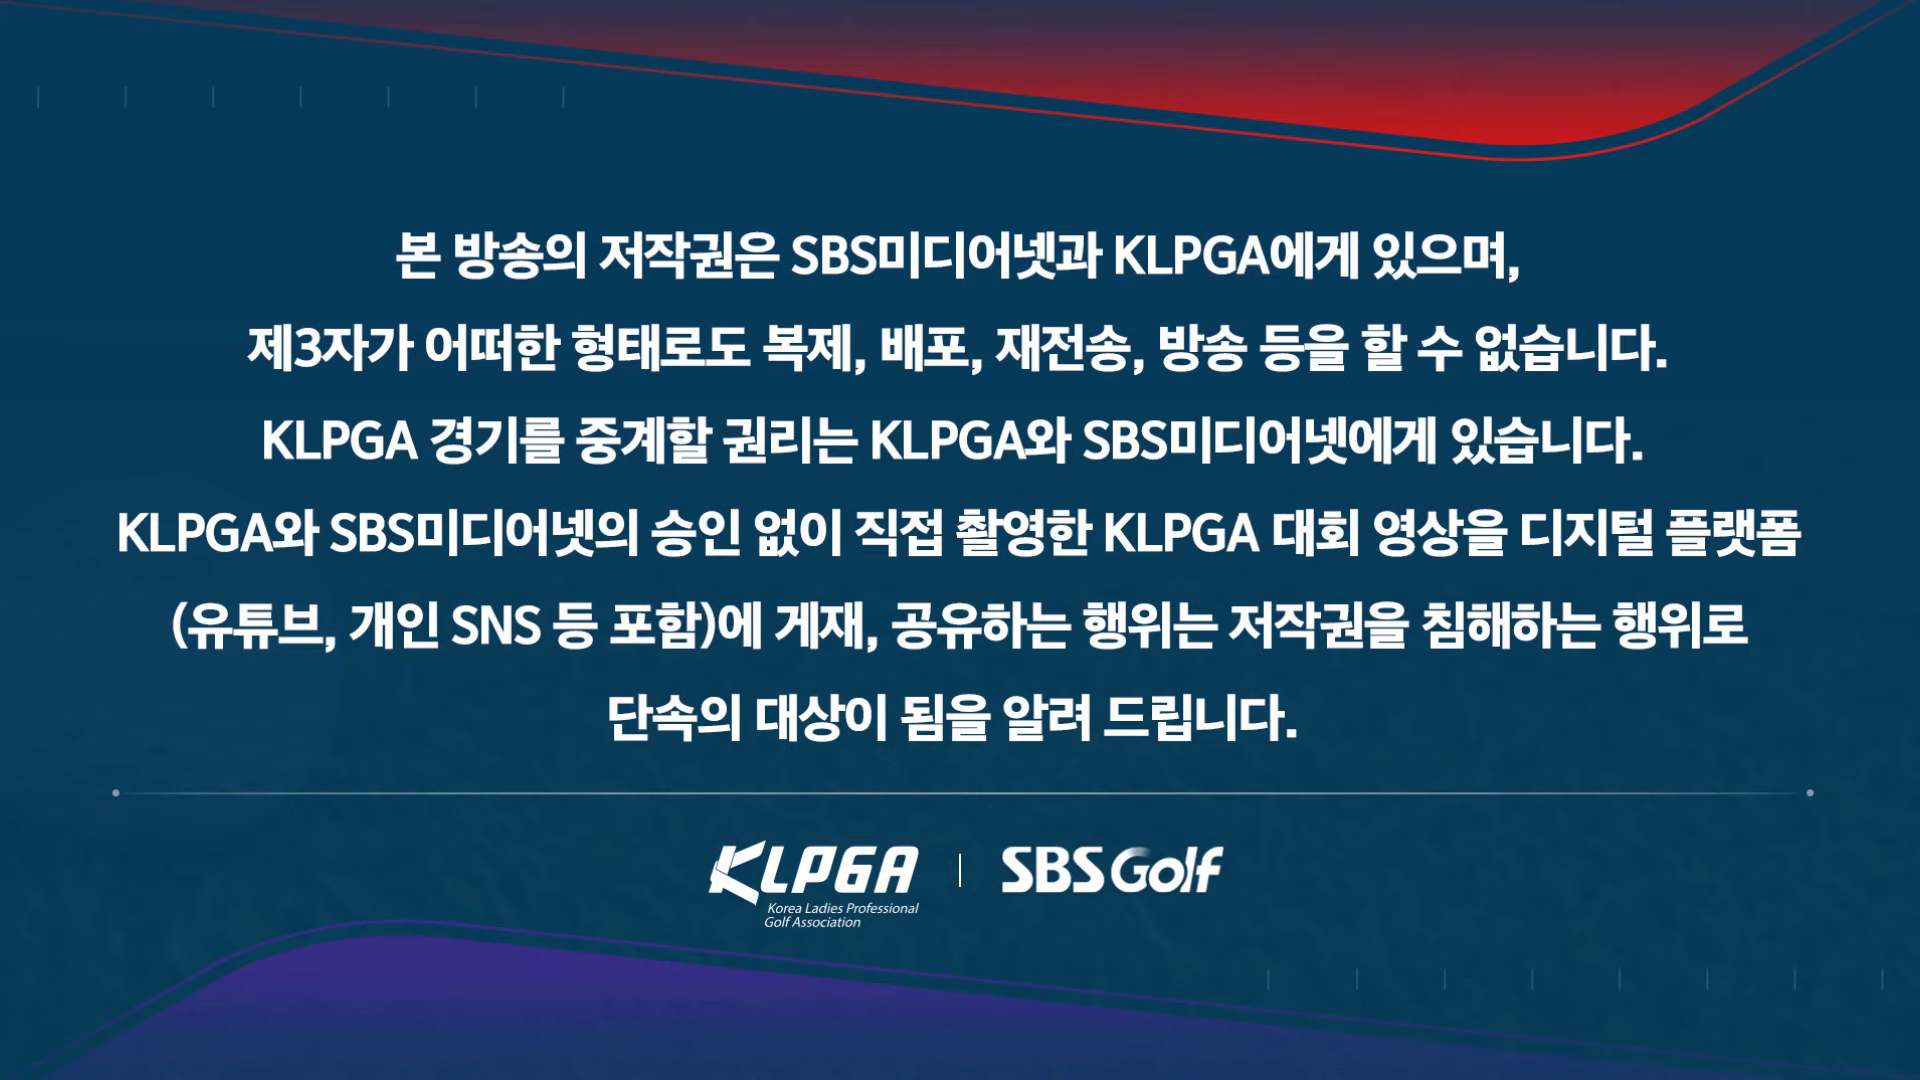 본 방송의 저작권은 SBS미디어넷과 KLPGA에게 있으며,
제3자가 어떠한 형태로도 복제, 배포, 재전송, 방송 등을 할 수 없습니다.
KLPGA 경기를 중계할 권리는 KLPGA와 SBS미디어넷에게 있습니다.
KLPGA와 SBS미디어넷의 승인 없이 직접 촬영한 KLPGA 대회 영상을 디지털 플랫폼
(유튜브, 개인 SNS 등 포함)에 게재, 공유하는 행위는 저작권을 침해하는 행위로
단속의 대상이 됨을 알려 드립니다.
KLPGA
Korea Ladies Professional
Golf Association
SBS Golf